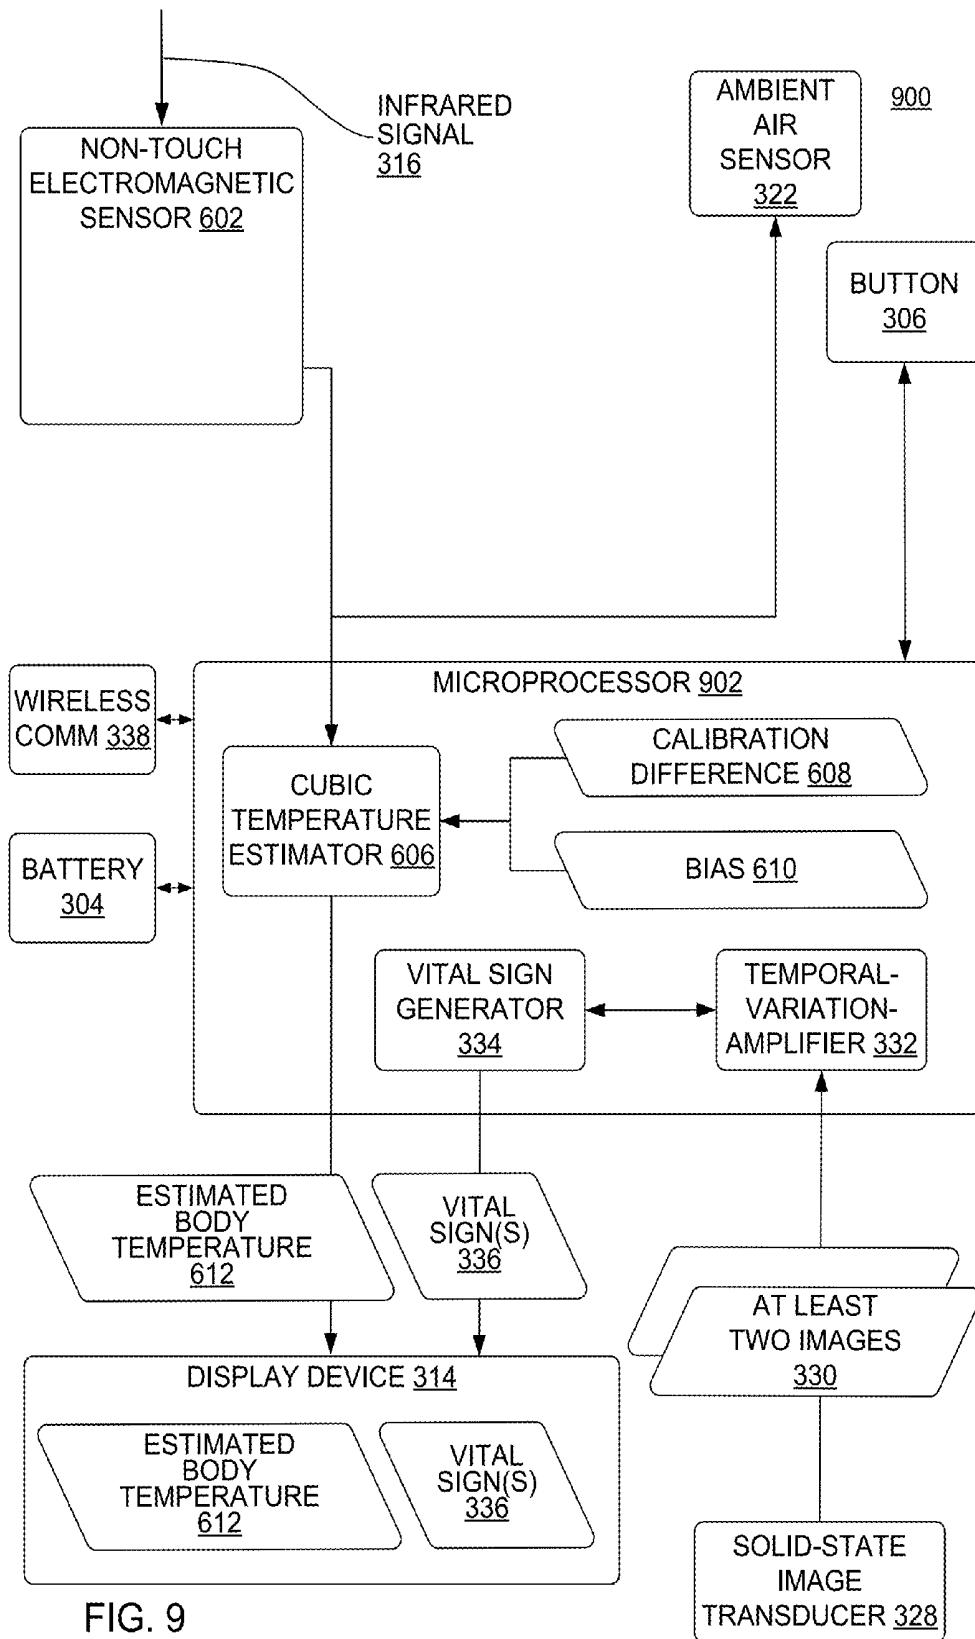 INFRARED
SIGNAL
316
NON-TOUCH
ELECTROMAGNETIC
SENSOR 602
AMBIENT
AIR
SENSOR
322
900
BUTTON
306
MICROPROCESSOR 902
WIRELESS
COMM 338
CUBIC
TEMPERATURE
ESTIMATOR 606
CALIBRATION
DIFFERENCE 608
BIAS 610
BATTERY
304
VITAL SIGN
GENERATOR
334
TEMPORAL-
VARIATION-
AMPLIFIER 332
ESTIMATED
BODY
TEMPERATURE
612
VITAL
SIGN(S)
336
AT LEAST
TWO IMAGES
330
DISPLAY DEVICE 314
ESTIMATED
BODY
TEMPERATURE
612
VITAL
SIGN(S)
336
SOLID-STATE
IMAGE
TRANSDUCER 328
FIG. 9